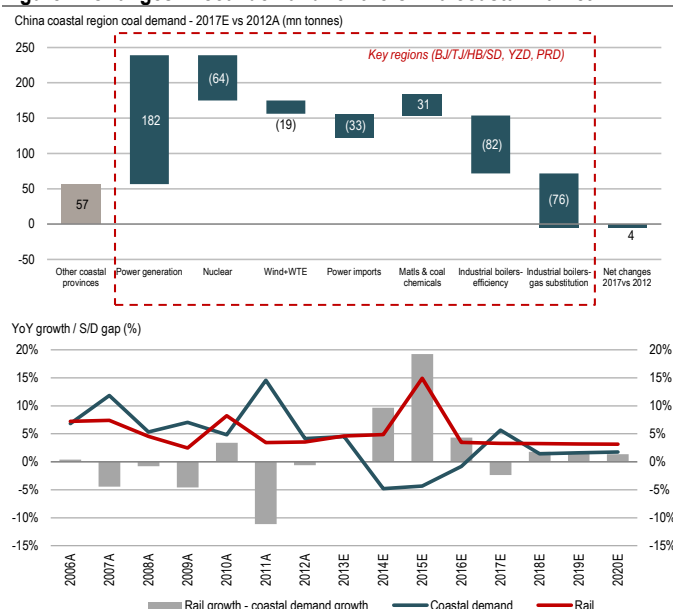 China coastal region coal demand - 2017E vs 2012A (mn tonnes)
250
200
150
100
50
0
-50
Key regions (BJ/TJ/HB/SD, YZD, PRD)
57
182
(64)
(19)
(33)
31
(82)
(76)
4
Other coastal
provinces
Power generation
Nuclear
Wind+WTE
Power imports
Matls & coal
chemicals
Industrial boilers-
efficiency
Industrial boilers-
gas substitution
Net changes
2017vs 2012
YoY growth / S/D gap (%)
20% 20%
15% 15%
10% 10%
5% 5%
0% 0%
-5% -5%
-10% -10%
-15% -15%
2006A 2007A 2008A 2009A 2010A 2011A 2012A 2013E 2014E 2015E 2016E 2017E 2018E 2019E 2020E
Rail growth - coastal demand growth Coastal demand Rail